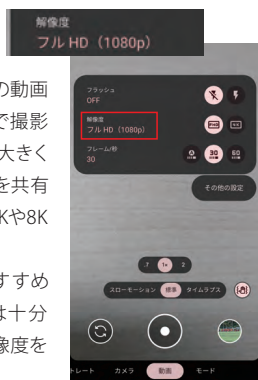 解像度
フル HD（1080p）
の動画
で撮影
大きく
を共有
Kや8K
すすめ
は十分
像度を
フラッシュ
OFF
解像度
フル HD（1080p）
フレーム/秒
30
30
60
その他の設定
.7
1×
2
スローモーション
標準
タイムラプス
トレート
カメラ
動画
モード